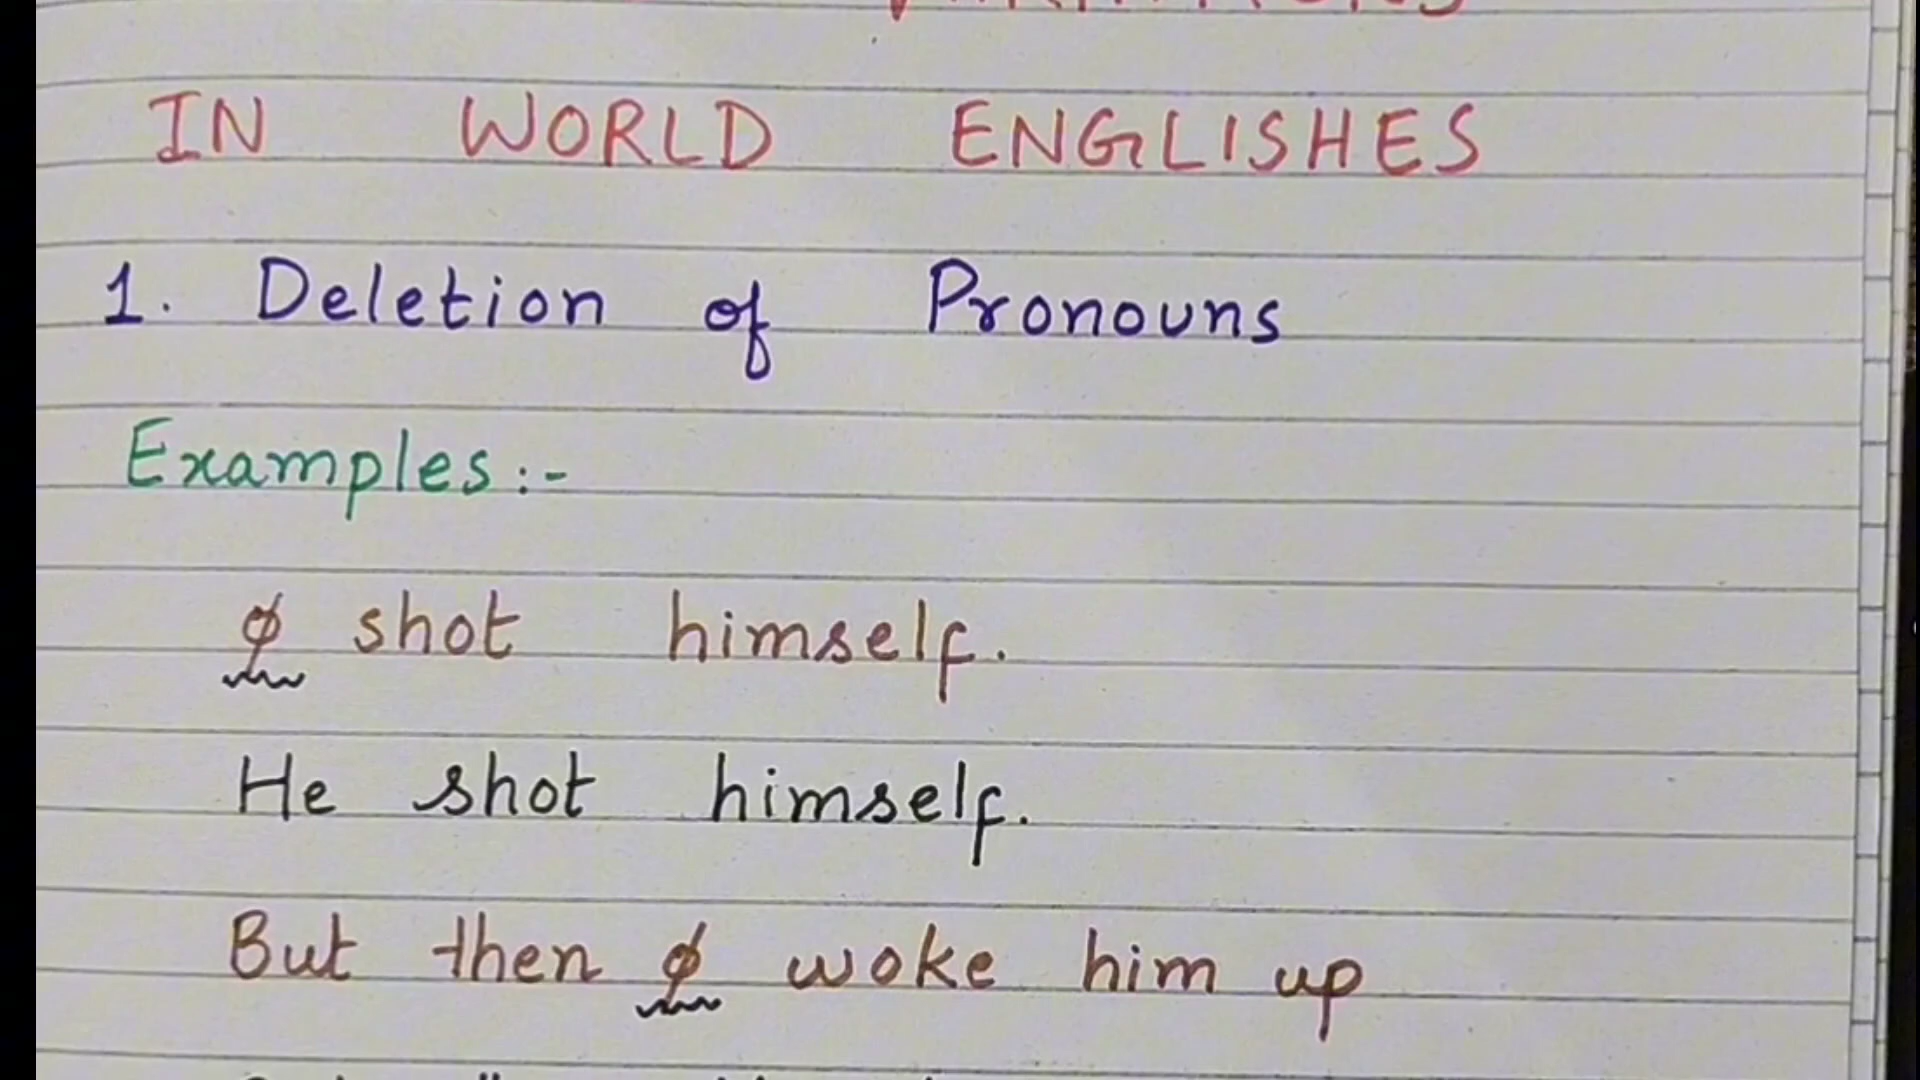 IN WORLD ENGLISHES
1. Deletion of Pronouns
Examples:-
ϕ shot himself.
He shot himself.
But then ϕ woke him up